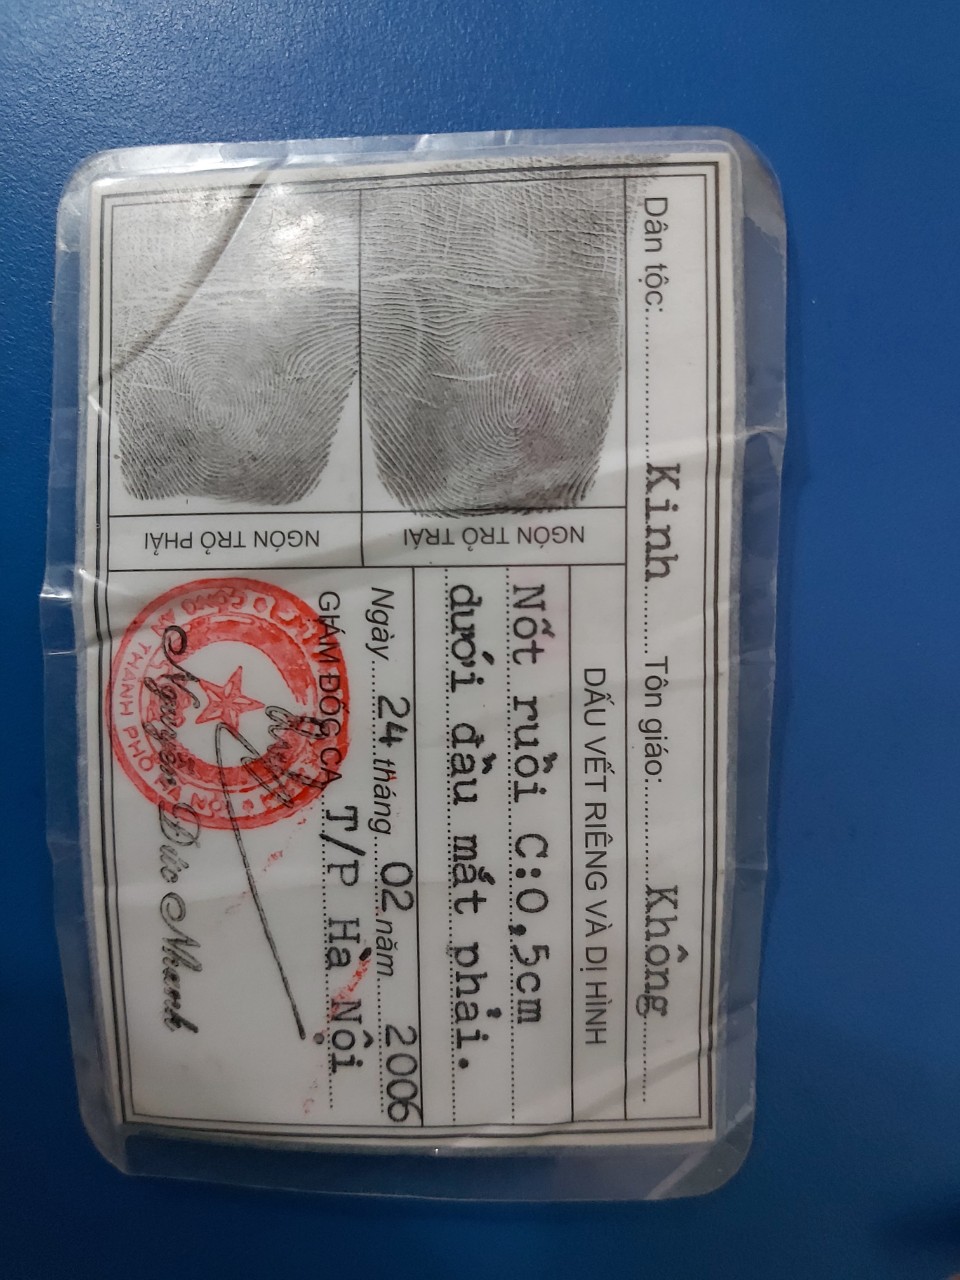 Dân tộc:..........Kinh..........Tôn giáo:..........Không..........
NGÓN TRỎ TRÁI
NGÓN TRỎ PHẢI
DẤU VẾT RIÊNG VÀ DỊ HÌNH
Nốt ruồi C:0,5cm
dưới đầu mắt phải.
Ngày 24 tháng 02 năm 2006
GIÁM ĐỐC CA T/P Hà Nội
THÀNH PHỐ
Nguyễn Đức Nhanh